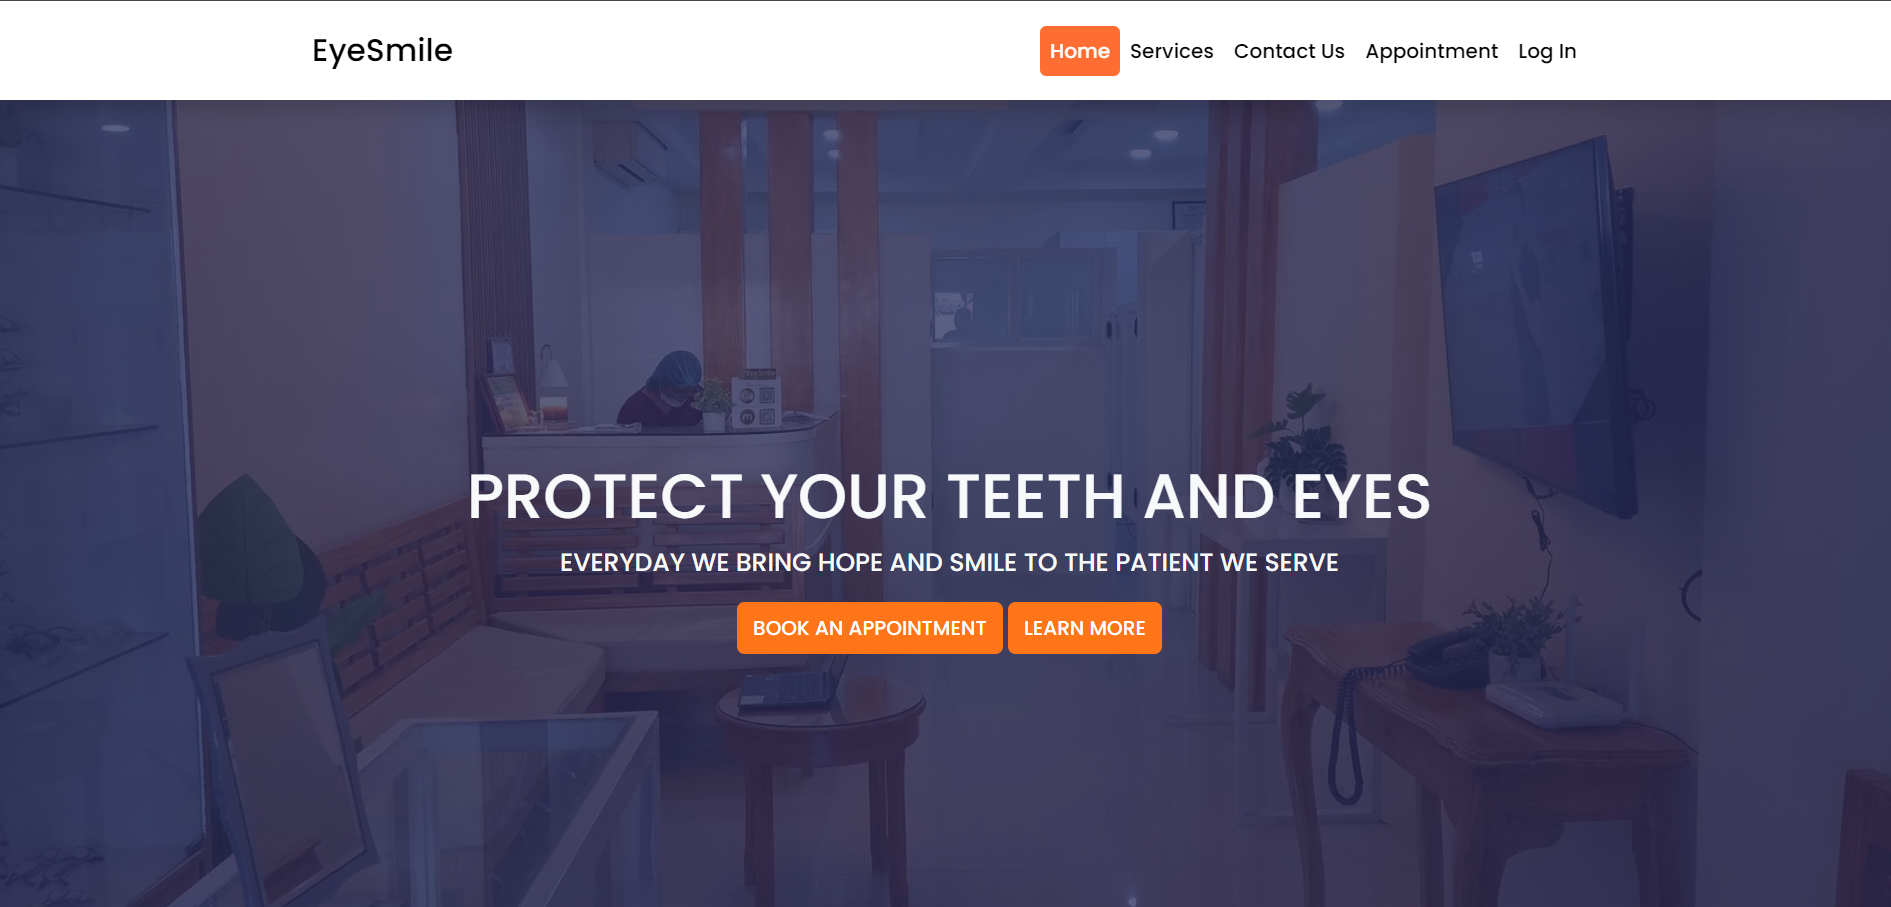 EyeSmile
Home Services Contact Us Appointment Log In
PROTECT YOUR TEETH AND EYES
EVERYDAY WE BRING HOPE AND SMILE TO THE PATIENT WE SERVE
BOOK AN APPOINTMENT LEARN MORE